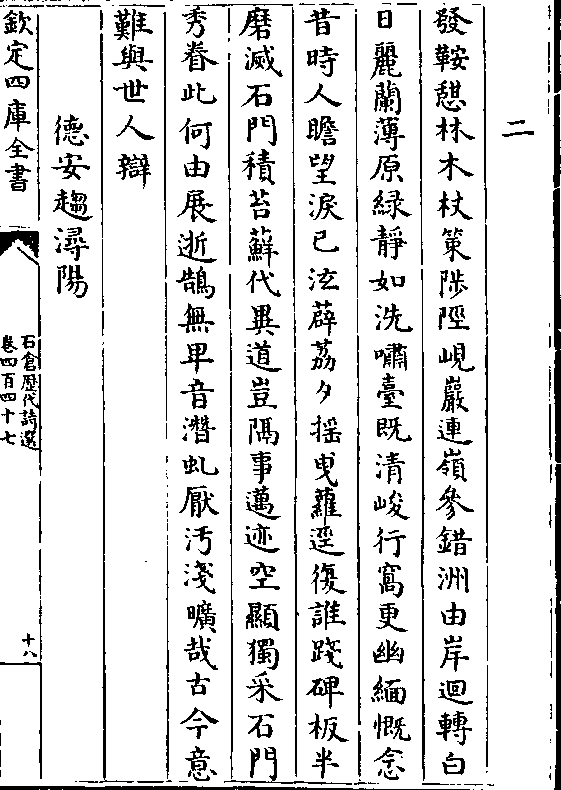 二
發鞍憇林木杖策陟陘峴巖連嶺參錯洲由岸迴轉白
日麗蘭薄原綠靜如洗嘯臺既清峻行窩更幽緬慨念
昔時人瞻望淚已泫薜荔夕揺曳蘿逕復誰踐碑板半
磨滅石門積苔蘚代異道豈隅事邁迹空顯獨采石門
秀眷此何由展逝鵠無卑音潛虬厭汚淺曠哉古今意
難與世人辯
德安趨潯陽
欽定四庫全書
石倉歷代詩選
卷四百四十七
十八